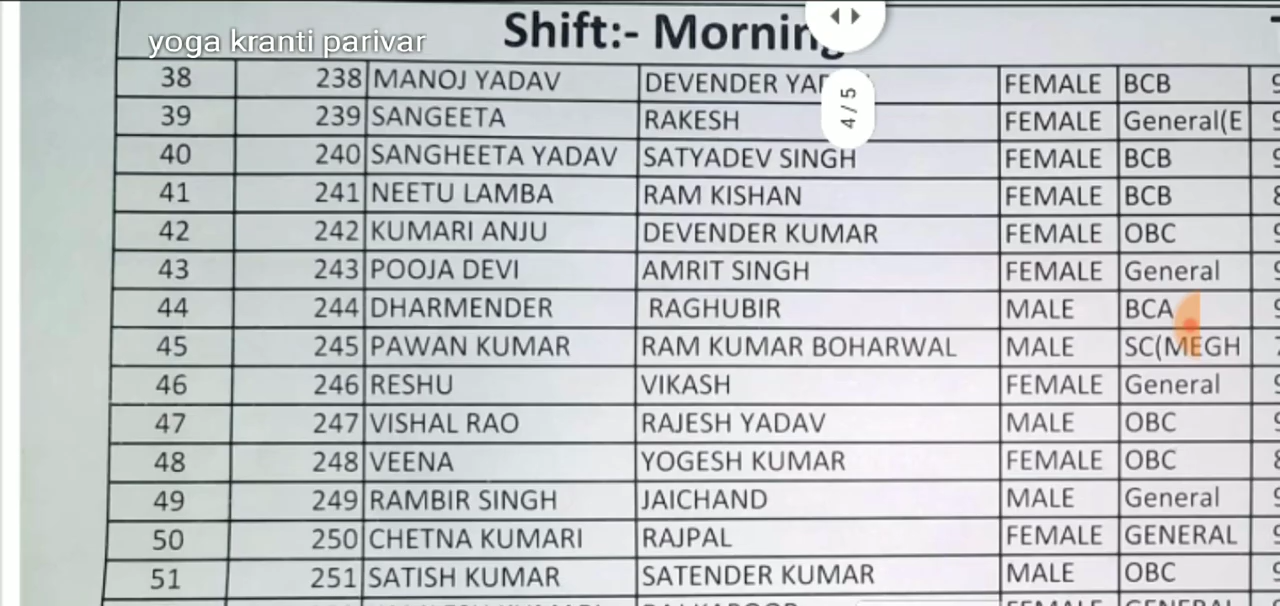 yoga kranti parivar
Shift:- Morning
38 238 MANOJ YADAV DEVENDER FEMALE BCB
39 239 SANGEETA RAKESH FEMALE General(E
40 240 SANGHEETA YADAV SATYADEV SINGH FEMALE BCB
41 241 NEETU LAMBA RAM KISHAN FEMALE BCB
42 242 KUMARI ANJU DEVENDER KUMAR FEMALE OBC
43 243 POOJA DEVI AMRIT SINGH FEMALE General
44 244 DHARMENDER RAGHUBIR MALE BCA
45 245 PAWAN KUMAR RAM KUMAR BOHARWAL MALE SC(MEGH
46 246 RESHU VIKASH FEMALE General
47 247 VISHAL RAO RAJESH YADAV MALE OBC
48 248 VEENA YOGESH KUMAR FEMALE OBC
49 249 RAMBIR SINGH JAICHAND MALE General
50 250 CHETNA KUMARI RAJPAL FEMALE GENERAL
51 251 SATISH KUMAR SATENDER KUMAR MALE OBC
4/5